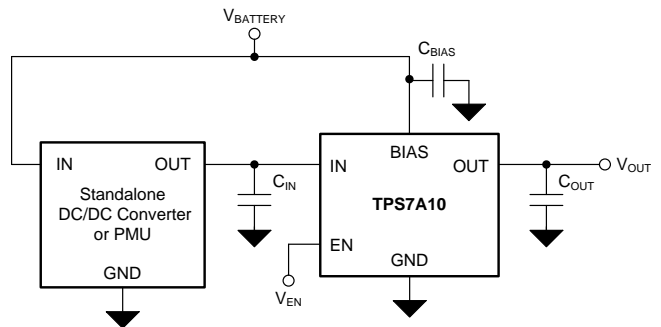 VBATTERY
CBIAS
IN
OUT
Standalone
DC/DC Converter
or PMU
GND
CIN
IN
BIAS
OUT
TPS7A10
EN
GND
VEN
COUT
VOUT